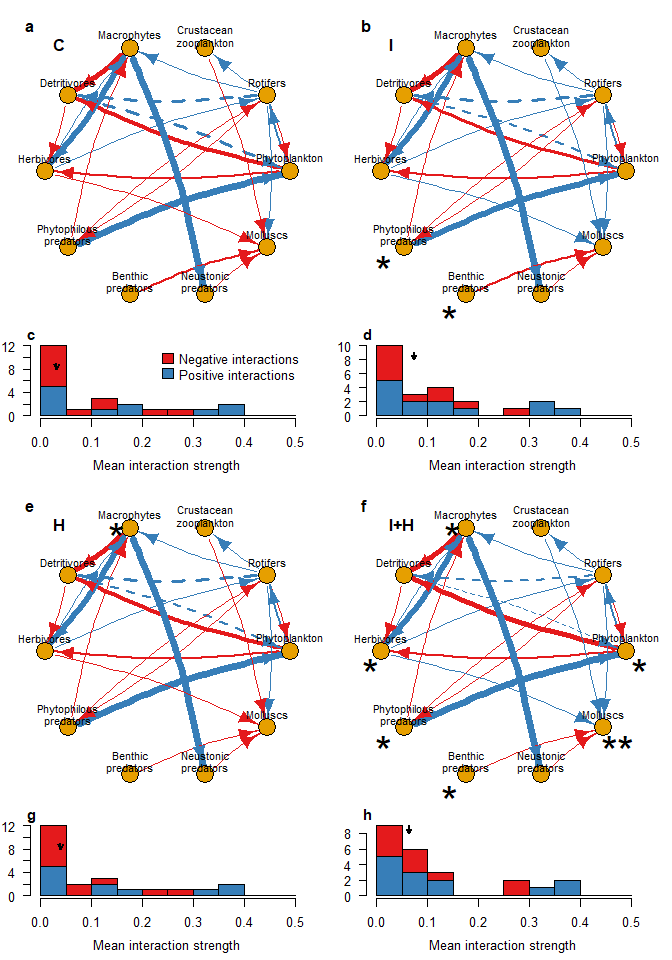 a
C
Macrophytes
Crustacean
zooplankton
Detritivores
Rotifers
Herbivores
Phytoplankton
Phytophilous
predators
Moluscs
Benthic
predators
Neustonic
predators
b
I
Macrophytes
Crustacean
zooplankton
Detritivores
Rotifers
Herbivores
Phytoplankton
Phytophilous
predators
Moluscs
*
Benthic
predators
Neustonic
predators
*
c
12
8
4
0
Negative interactions
Positive interactions
0.0 0.1 0.2 0.3 0.4 0.5
Mean interaction strength
d
10
8
6
4
2
0
0.0 0.1 0.2 0.3 0.4 0.5
Mean interaction strength
e
H
Macrophytes
*
Crustacean
zooplankton
Detritivores
Rotifers
Herbivores
Phytoplankton
Phytophilous
predators
Moluscs
Benthic
predators
Neustonic
predators
f
I+H
Macrophytes
*
Crustacean
zooplankton
Detritivores
Rotifers
Herbivores
*
Phytoplankton
*
Phytophilous
predators
*
Moluscs
**
Benthic
predators
*
Neustonic
predators
g
12
8
4
0
0.0 0.1 0.2 0.3 0.4 0.5
Mean interaction strength
h
8
6
4
2
0
0.0 0.1 0.2 0.3 0.4 0.5
Mean interaction strength